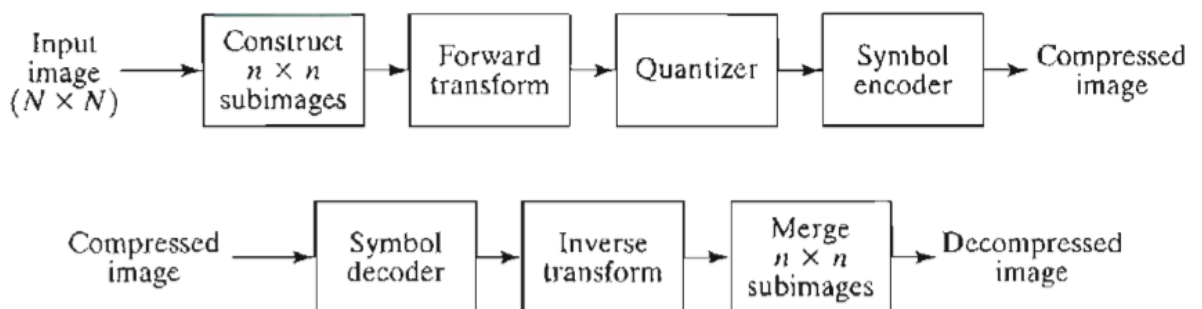 Input
image
(N × N)
Construct
n × n
subimages
Forward
transform
Quantizer
Symbol
encoder
Compressed
image
Compressed
image
Symbol
decoder
Inverse
transform
Merge
n × n
subimages
Decompressed
image